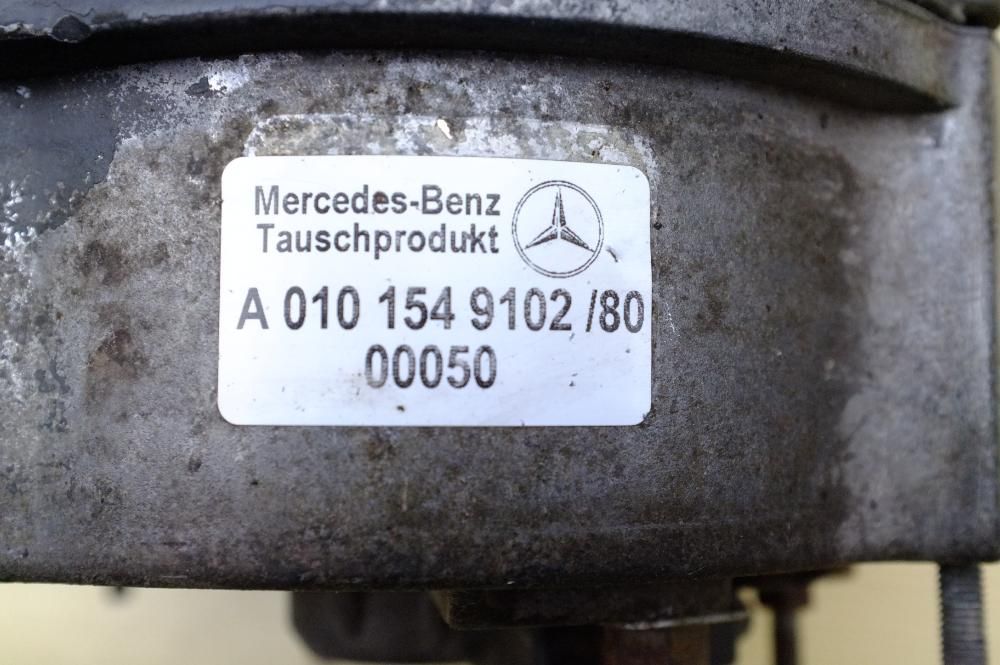 Mercedes-Benz
Tauschprodukt
A 010 154 9102 /80
00050